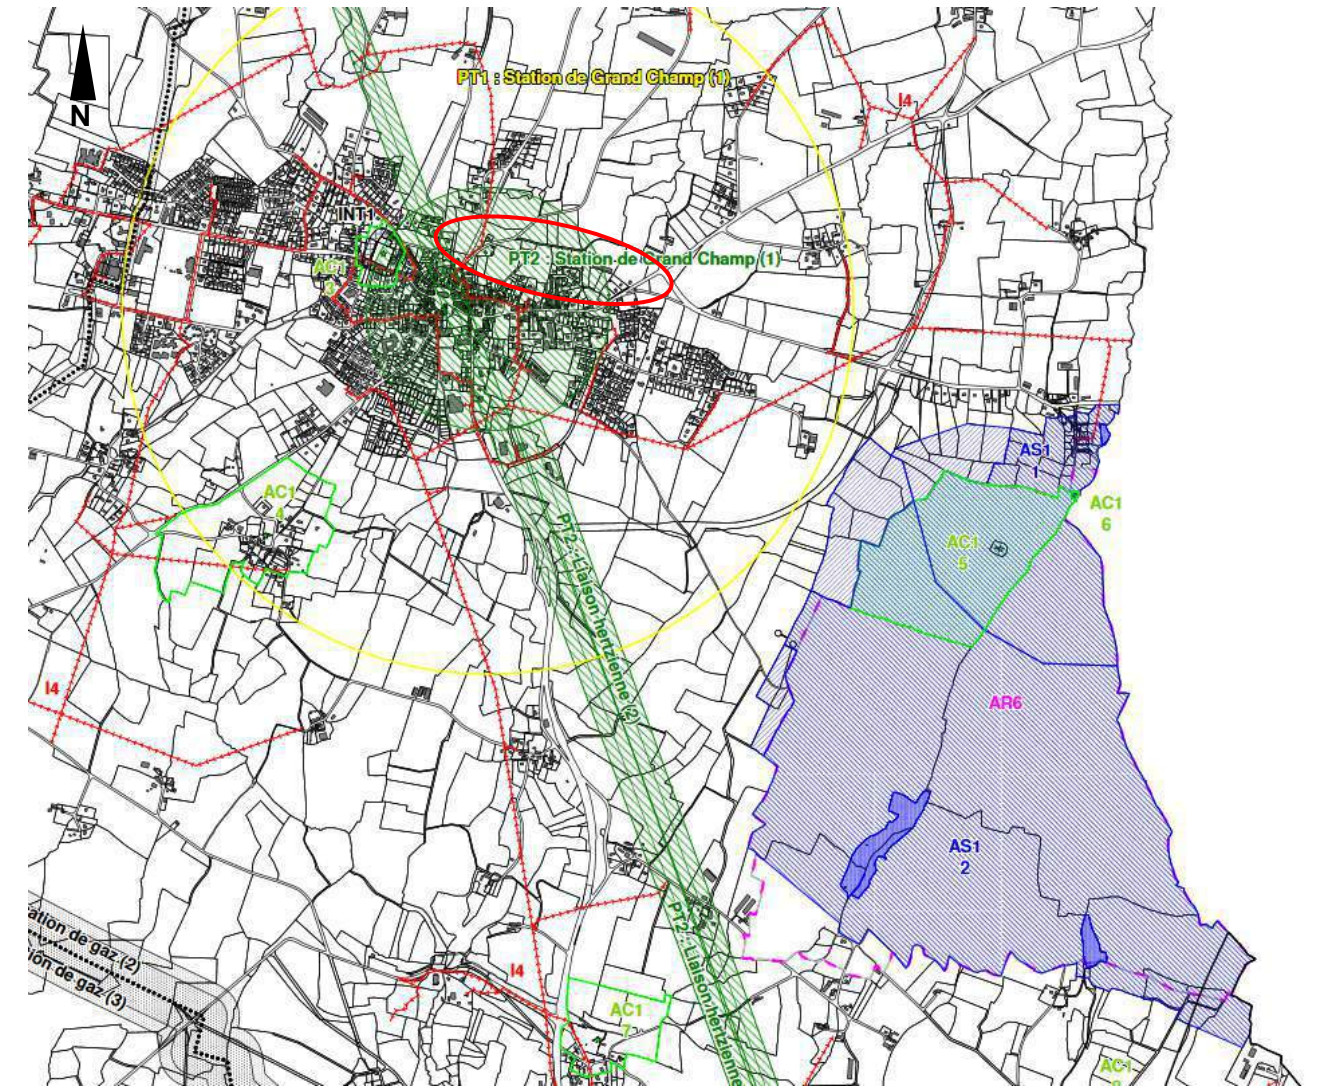 PT1 : Station de Grand Champ (1)
I4
N
INT1
PT2 : Station de Grand Champ (1)
AC1
3
AS1
1
AC1
4
AC1
6
AC1
5
PT2 : Liaison-hertzienne (2)
I4
AR6
AS1
2
ation de gaz (2)
ion de gaz (3)
PT2 : Liaison-hertzienne
I4
AC1
7
AC1